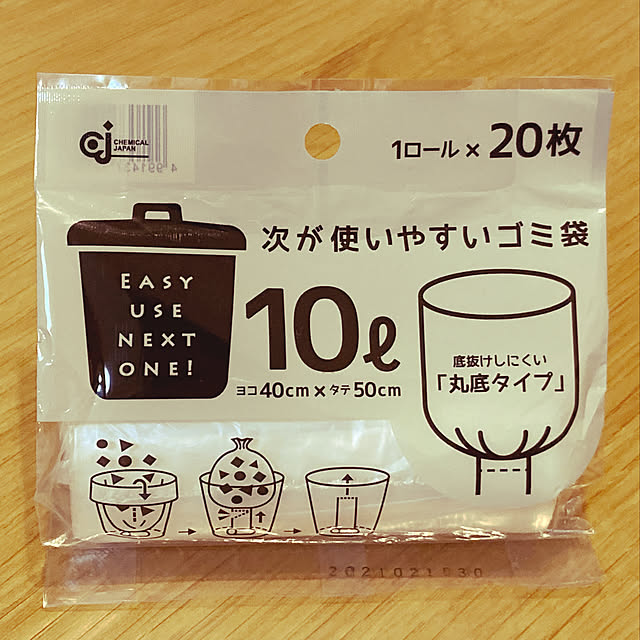 CHEMICAL
JAPAN
1ロール×20枚
次が使いやすいゴミ袋
EASY
USE
NEXT
ONE!
10ℓ
ヨコ40cm×タテ50cm
底抜けしにくい
「丸底タイプ」